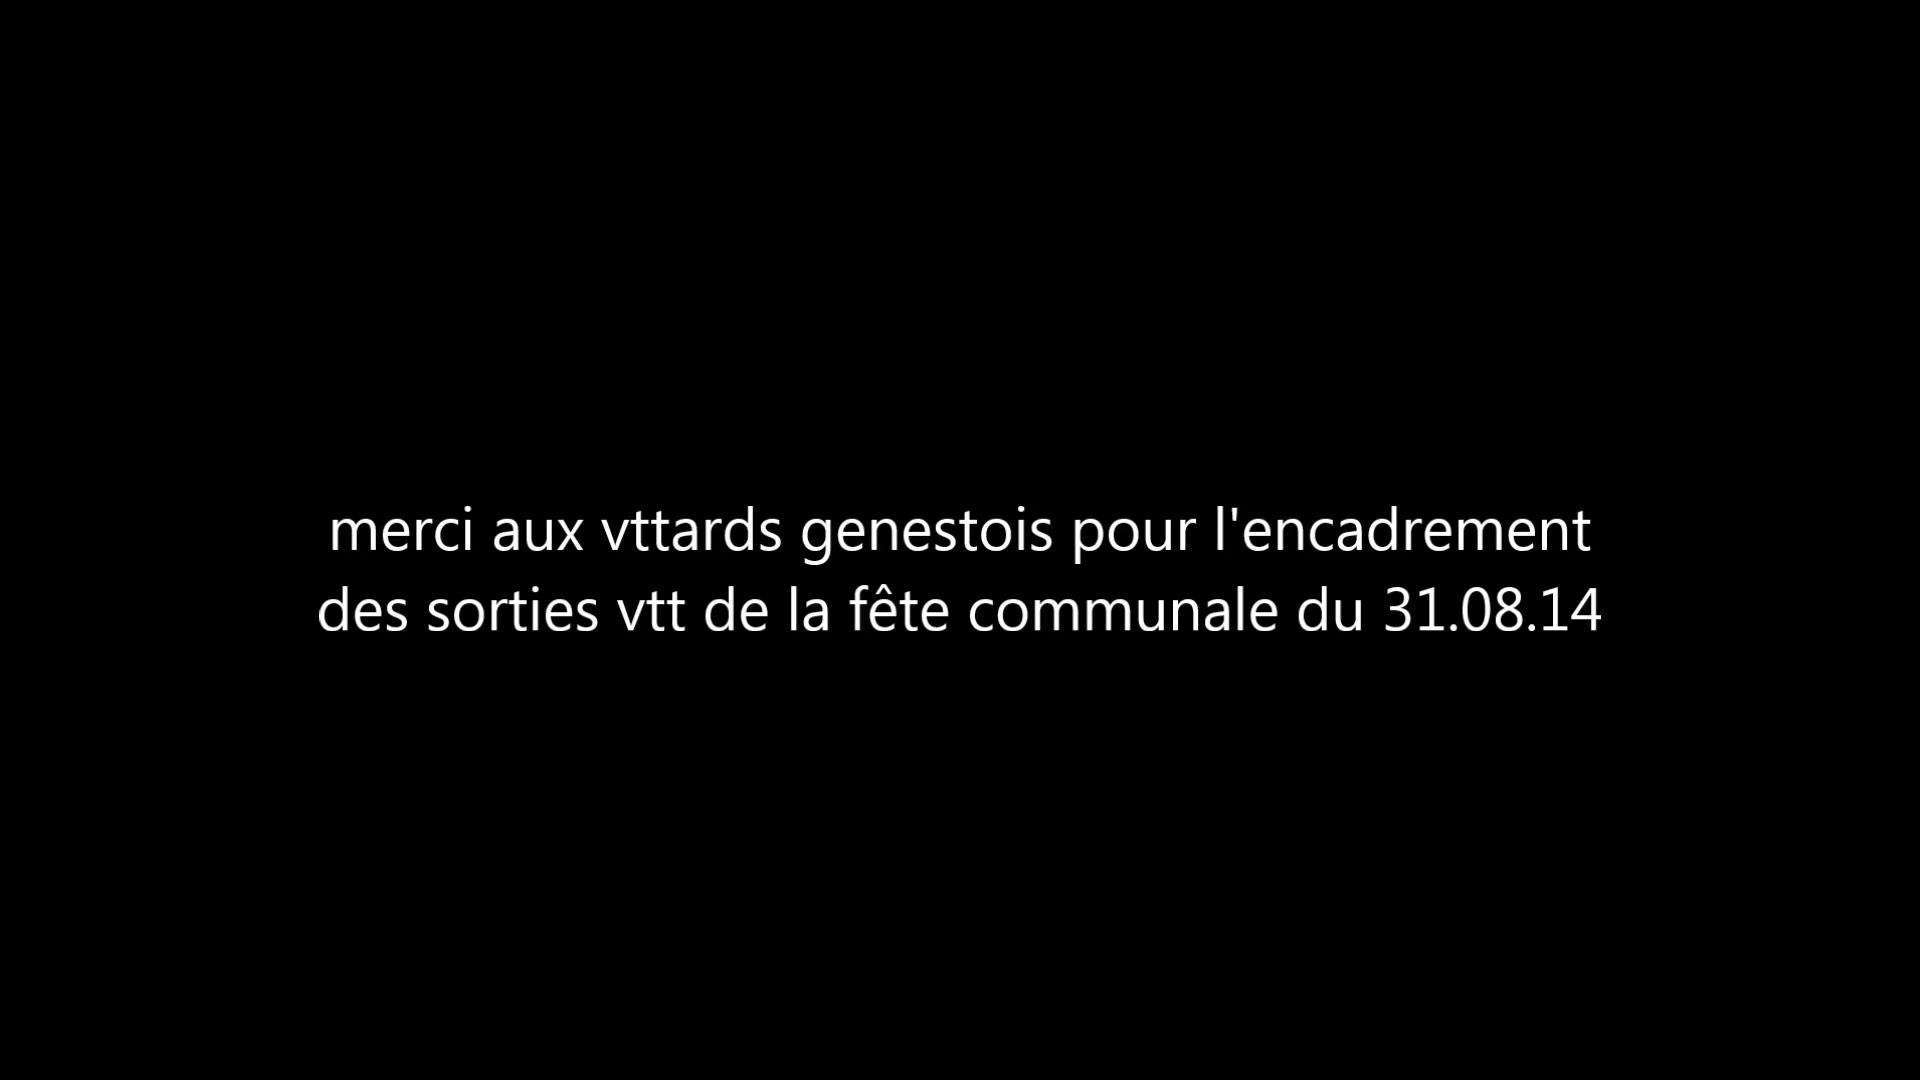 merci aux vttards genestois pour l'encadrement
des sorties vtt de la fête communale du 31.08.14